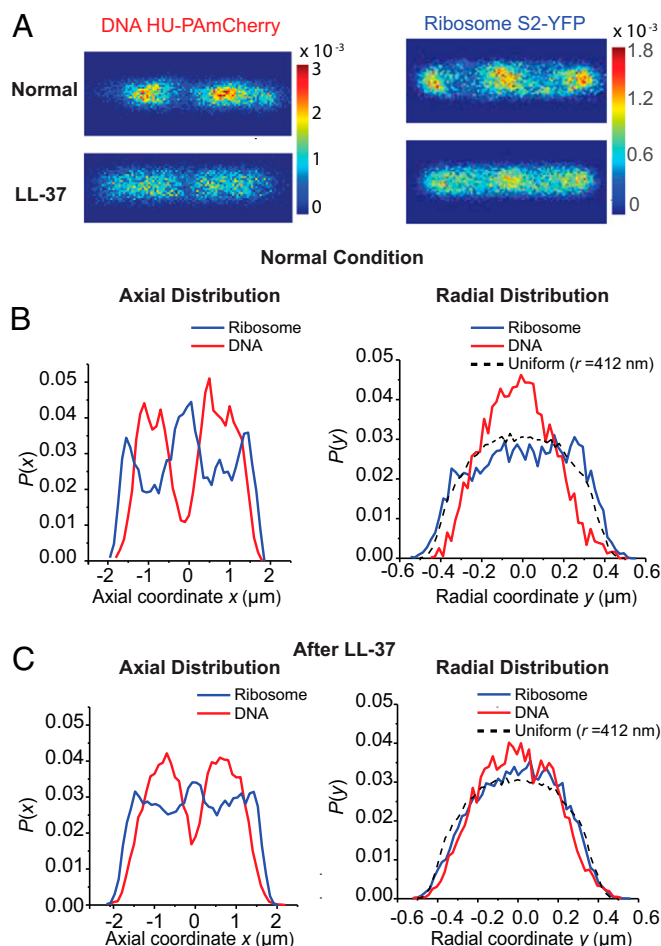 A
DNA HU-PAmCherry
Ribosome S2-YFP
x 10⁻³
x 10⁻³
Normal
3
2
1
0
1.8
1.2
0.6
0
LL-37
Normal Condition
B
Axial Distribution
Radial Distribution
Ribosome
DNA
Ribosome
DNA
Uniform (r =412 nm)
P(x)
0.05
0.04
0.03
0.02
0.01
0.00
-2 -1 0 1 2
Axial coordinate x (μm)
P(y)
0.05
0.04
0.03
0.02
0.01
0.00
-0.6 -0.4 -0.2 0.0 0.2 0.4 0.6
Radial coordinate y (μm)
After LL-37
C
Axial Distribution
Radial Distribution
Ribosome
DNA
Ribosome
DNA
Uniform (r =412 nm)
P(x)
0.05
0.04
0.03
0.02
0.01
0.00
-2 -1 0 1 2
Axial coordinate x (μm)
P(y)
0.05
0.04
0.03
0.02
0.01
0.00
-0.6 -0.4 -0.2 0.0 0.2 0.4 0.6
Radial coordinate y (μm)